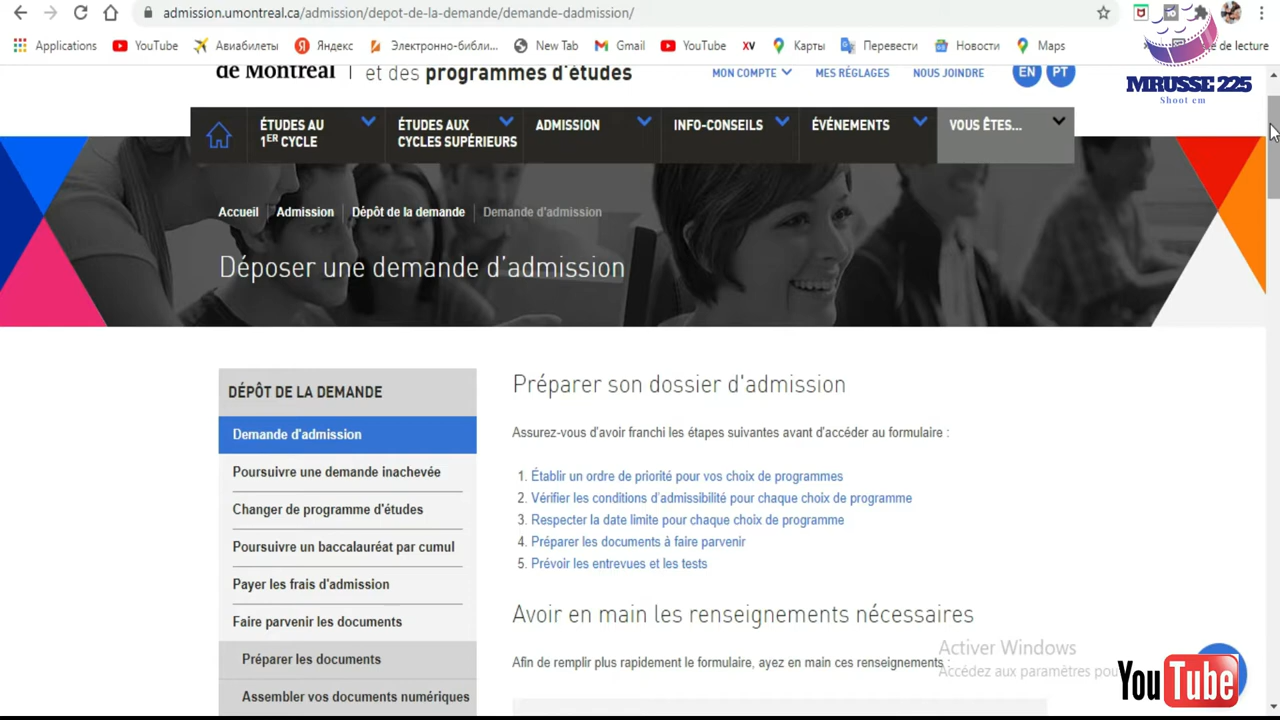 admission.umontreal.ca/admission/depot-de-la-demande/demande-dadmission/
Applications YouTube Авиабилеты Яндекс Электронно-библи... New Tab Gmail YouTube XV Карты Перевести Новости Maps » de lecture
MRUSSE 225
Shoot em
de Montréal et des programmes d'études MON COMPTE MES RÉGLAGES NOUS JOINDRE EN PT
ÉTUDES AU 1ER CYCLE
ÉTUDES AUX CYCLES SUPÉRIEURS
ADMISSION
INFO-CONSEILS
ÉVÉNEMENTS
VOUS ÊTES...
Accueil Admission Dépôt de la demande Demande d'admission
Déposer une demande d'admission
DÉPÔT DE LA DEMANDE
Demande d'admission
Poursuivre une demande inachevée
Changer de programme d'études
Poursuivre un baccalauréat par cumul
Payer les frais d'admission
Faire parvenir les documents
Préparer les documents
Assembler vos documents numériques
Préparer son dossier d'admission
Assurez-vous d'avoir franchi les étapes suivantes avant d'accéder au formulaire :
1. Établir un ordre de priorité pour vos choix de programmes
2. Vérifier les conditions d'admissibilité pour chaque choix de programme
3. Respecter la date limite pour chaque choix de programme
4. Préparer les documents à faire parvenir
5. Prévoir les entrevues et les tests
Avoir en main les renseignements nécessaires
Afin de remplir plus rapidement le formulaire, ayez en main ces renseignements :
Activer Windows
Accédez aux paramètres pou
YouTube